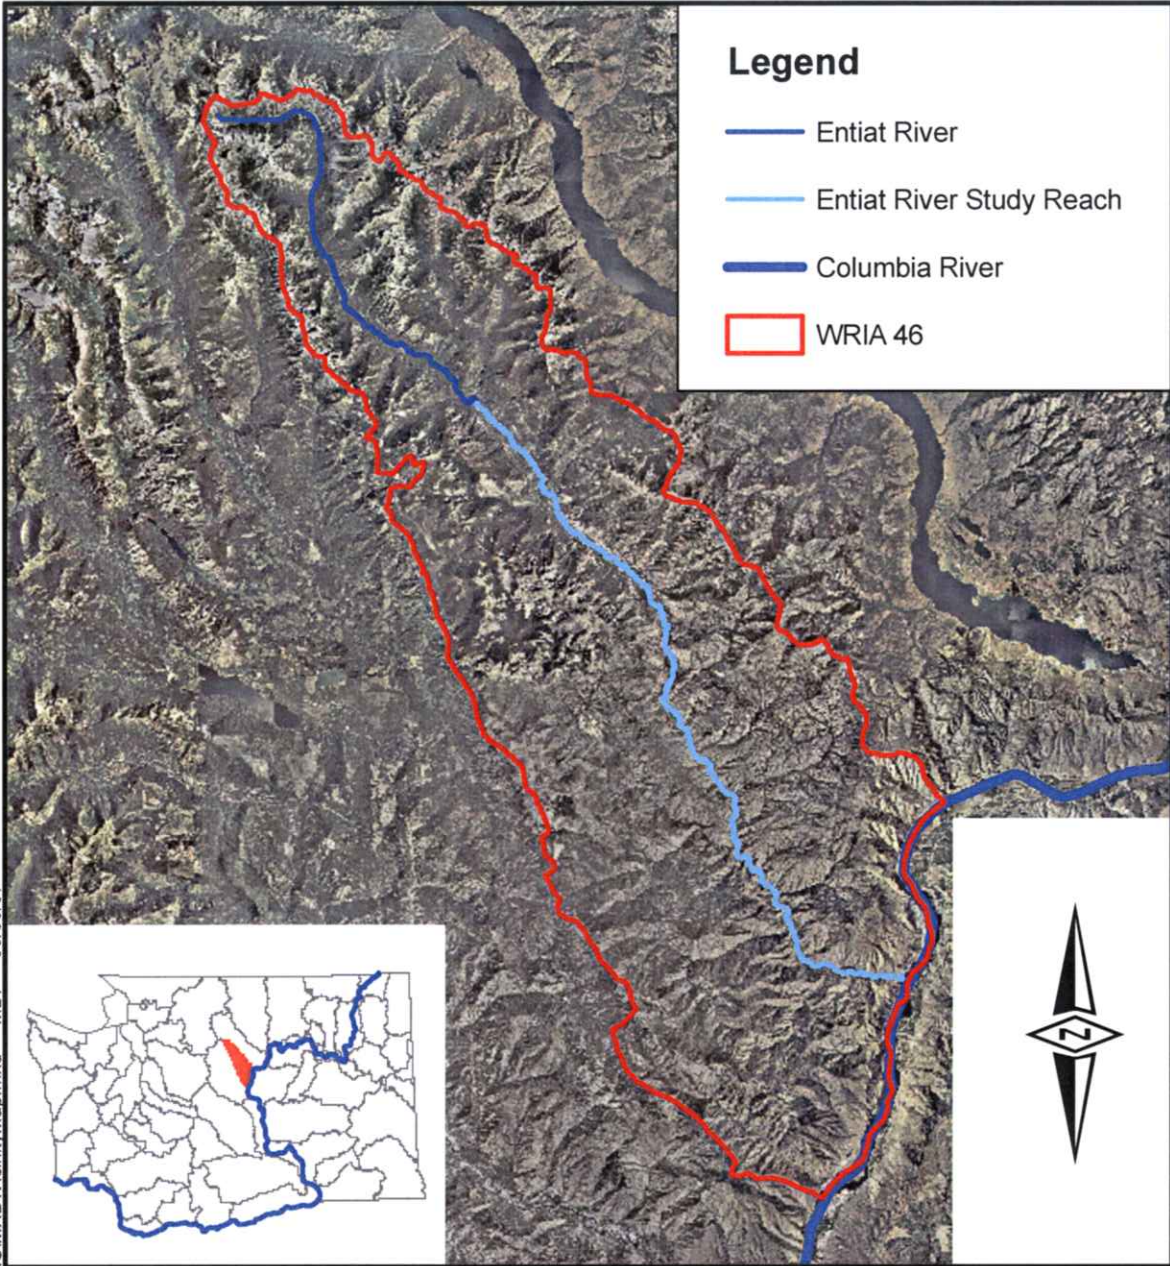 Legend
Entiat River
Entiat River Study Reach
Columbia River
WRIA 46
N